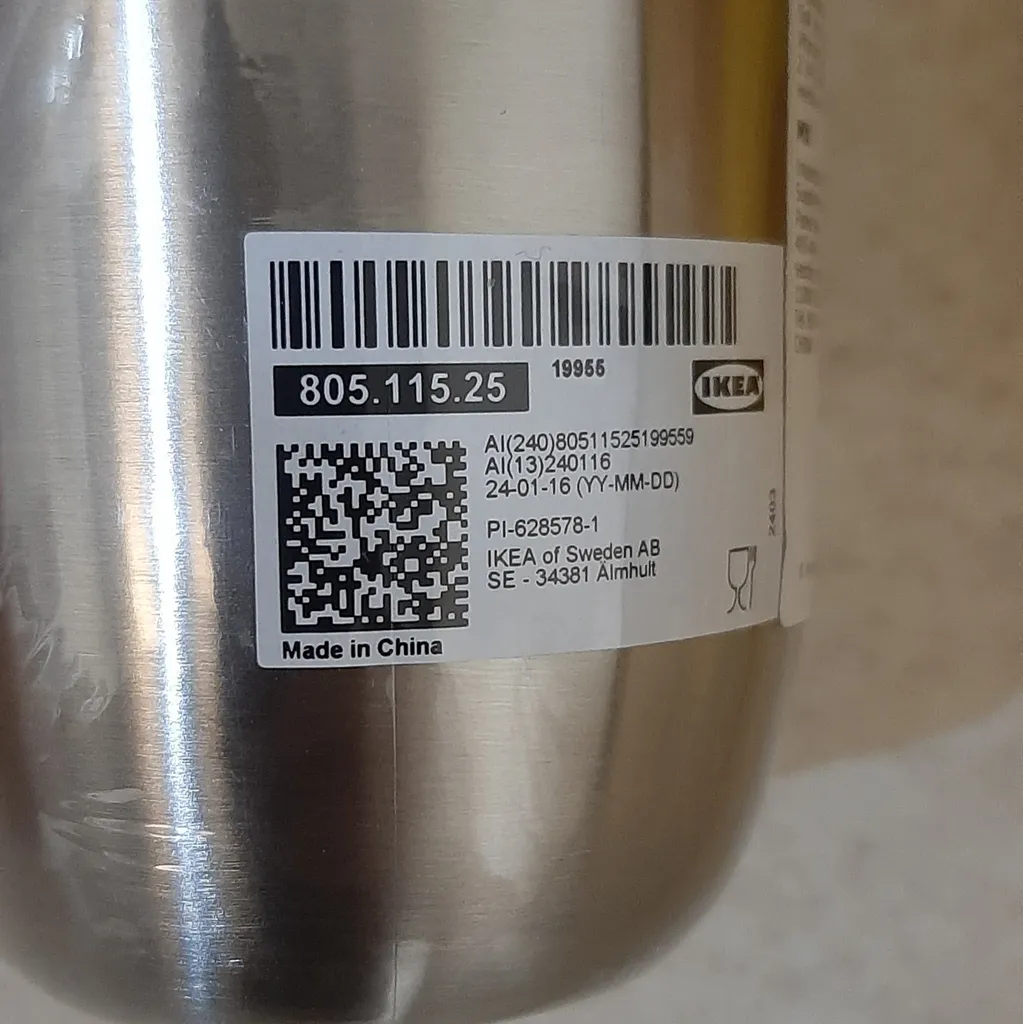 805.115.25
19955
IKEA
AI(240)80511525199559
AI(13)240116
24-01-16 (YY-MM-DD)
PI-628578-1
IKEA of Sweden AB
SE - 34381 Älmhult
2403
Made in China